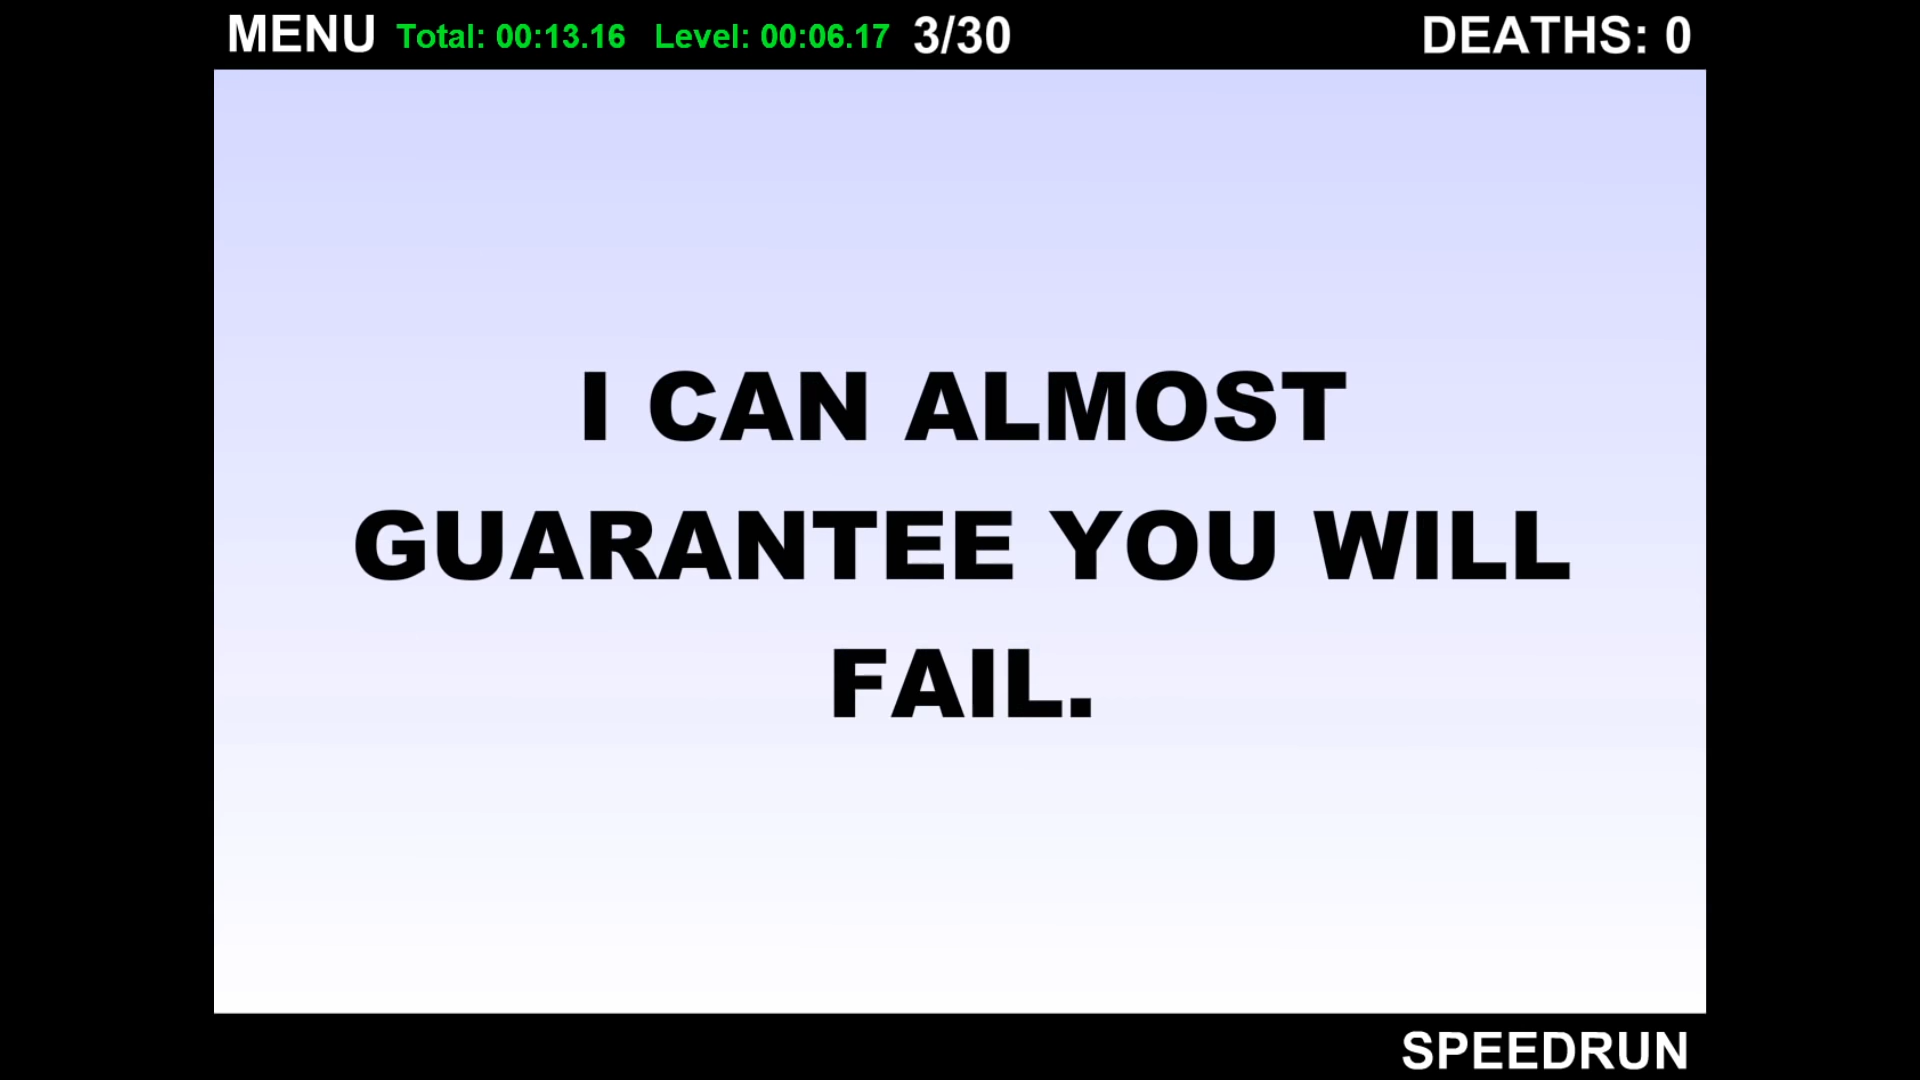 MENU Total: 00:13.16 Level: 00:06.17 3/30 DEATHS: 0
I CAN ALMOST
GUARANTEE YOU WILL
FAIL.
SPEEDRUN